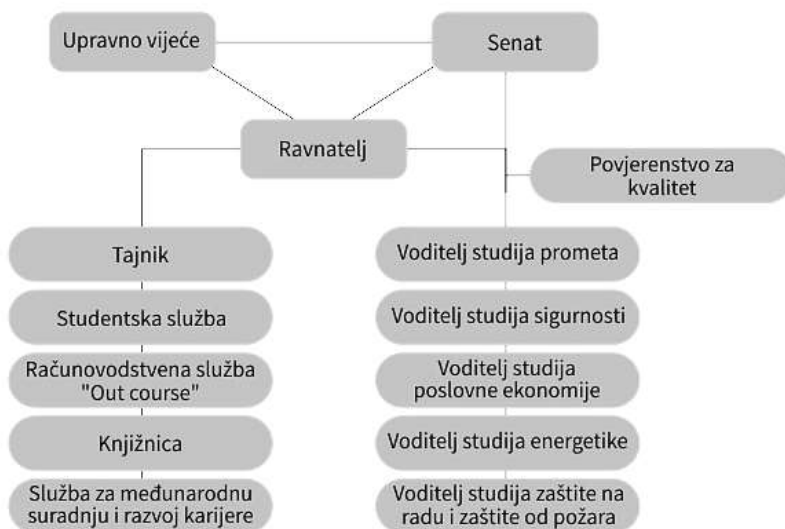 Upravno vijeće
Senat
Ravnatelj
Povjerenstvo za
kvalitet
Tajnik
Studentska služba
Računovodstvena služba
"Out course"
Knjižnica
Služba za međunarodnu
suradnju i razvoj karijere
Voditelj studija prometa
Voditelj studija sigurnosti
Voditelj studija
poslovne ekonomije
Voditelj studija energetike
Voditelj studija zaštite na
radu i zaštite od požara